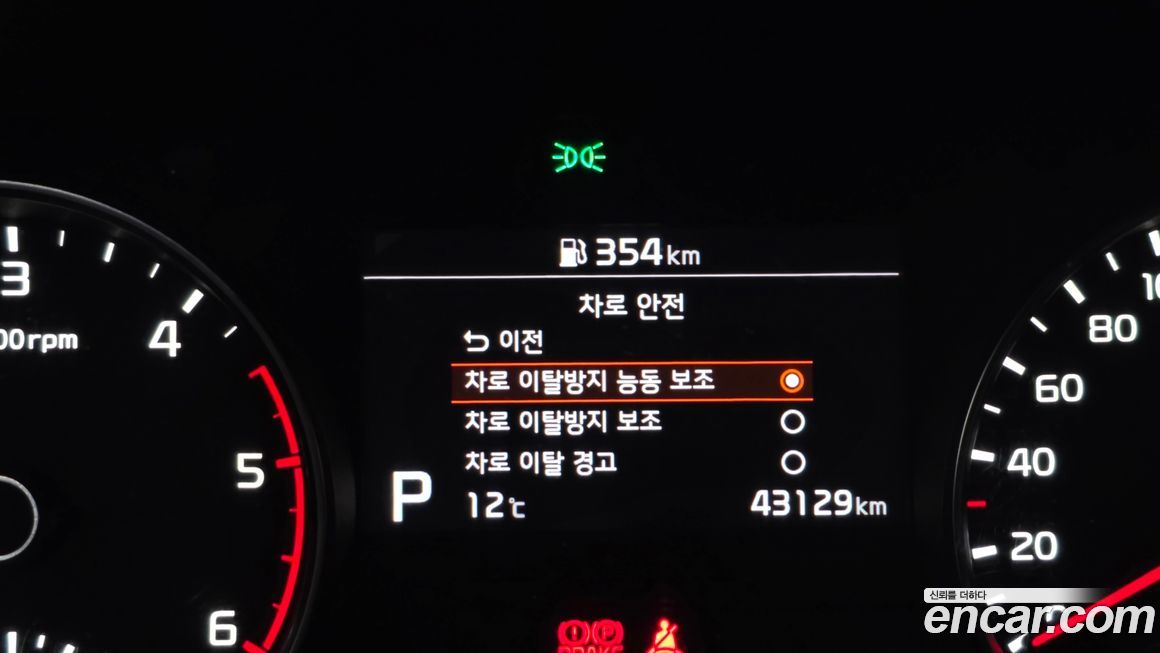 354km
차로 안전
이전
차로 이탈방지 능동 보조
차로 이탈방지 보조
차로 이탈 경고
P 12℃ 43129km
3
4
5
6
00rpm
80
60
40
20
BRAKE
신뢰를 더하다
encar.com